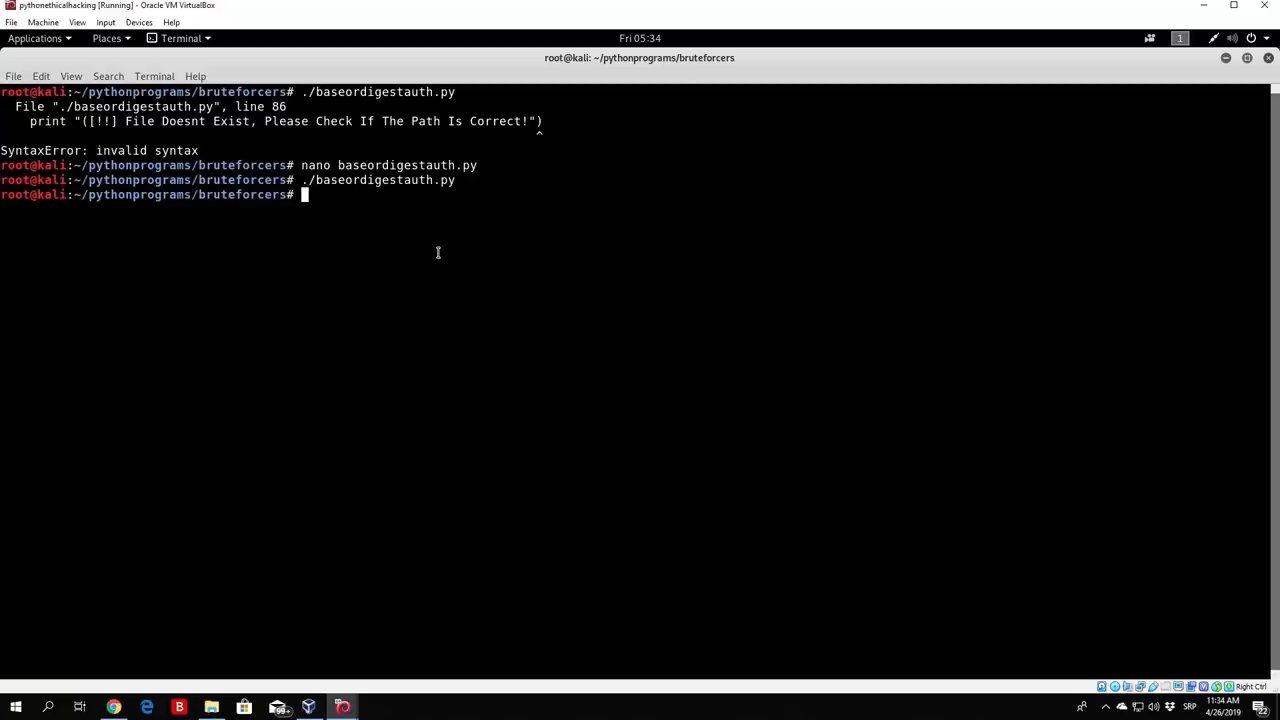 pythonethicalhacking [Running] - Oracle VM VirtualBox
File Machine View Input Devices Help
Applications Places Terminal Fri 05:34 1
root@kali: ~/pythonprograms/bruteforcers
File Edit View Search Terminal Help
root@kali:~/pythonprograms/bruteforcers# ./baseordigestauth.py
File "./baseordigestauth.py", line 86
print "([!!] File Doesnt Exist, Please Check If The Path Is Correct!")
^
SyntaxError: invalid syntax
root@kali:~/pythonprograms/bruteforcers# nano baseordigestauth.py
root@kali:~/pythonprograms/bruteforcers# ./baseordigestauth.py
root@kali:~/pythonprograms/bruteforcers#
Right Ctrl
99+
SRP
11:34 AM
4/26/2019
22